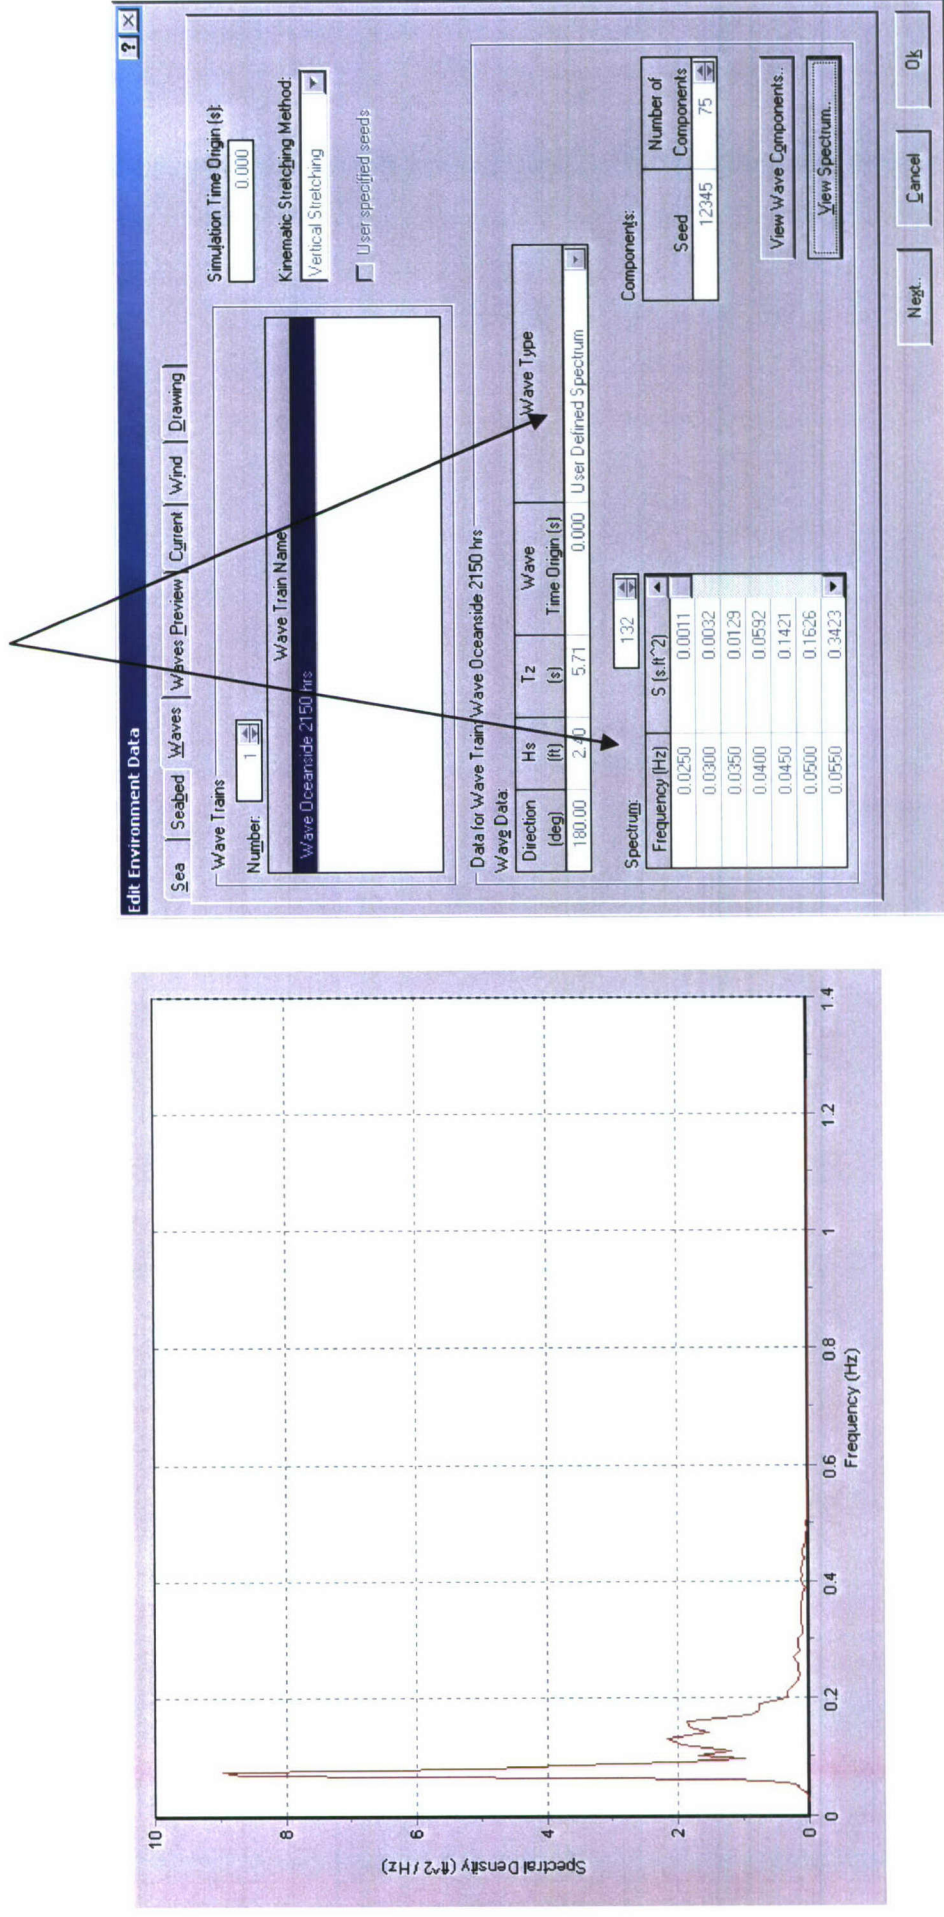 10
8
6
4
2
0
Spectral Density (ft^2 / Hz)
0
0.2
0.4
0.6
0.8
1
1.2
1.4
Frequency (Hz)
Edit Environment Data
? X
Sea Seabed Waves Waves Preview Current Wind Drawing
Wave Trains
Number: 1
Wave Train Name
Wave Oceanside 2150 hrs
Simulation Time Origin (s):
0.000
Kinematic Stretching Method:
Vertical Stretching
User specified seeds
Data for Wave Train: Wave Oceanside 2150 hrs
Wave Data:
Direction (deg) Hs (ft) Tz (s) Wave Time Origin (s) Wave Type
180.00 2.40 5.71 0.000 User Defined Spectrum
Spectrum: 132
Frequency (Hz) S (s.ft^2)
0.0250 0.0011
0.0300 0.0032
0.0350 0.0129
0.0400 0.0592
0.0450 0.1421
0.0500 0.1626
0.0550 0.3423
Components:
Seed Number of Components
12345 75
View Wave Components..
View Spectrum..
Next.. Cancel Ok